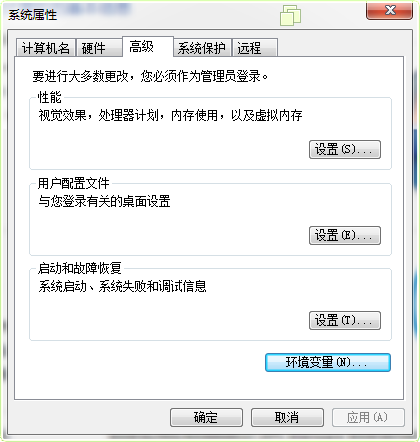 系统属性
计算机名
硬件
高级
系统保护
远程
要进行大多数更改，您必须作为管理员登录。
性能
视觉效果，处理器计划，内存使用，以及虚拟内存
设置(S)...
用户配置文件
与您登录有关的桌面设置
设置(E)...
启动和故障恢复
系统启动、系统失败和调试信息
设置(T)...
环境变量(N)...
确定
取消
应用(A)